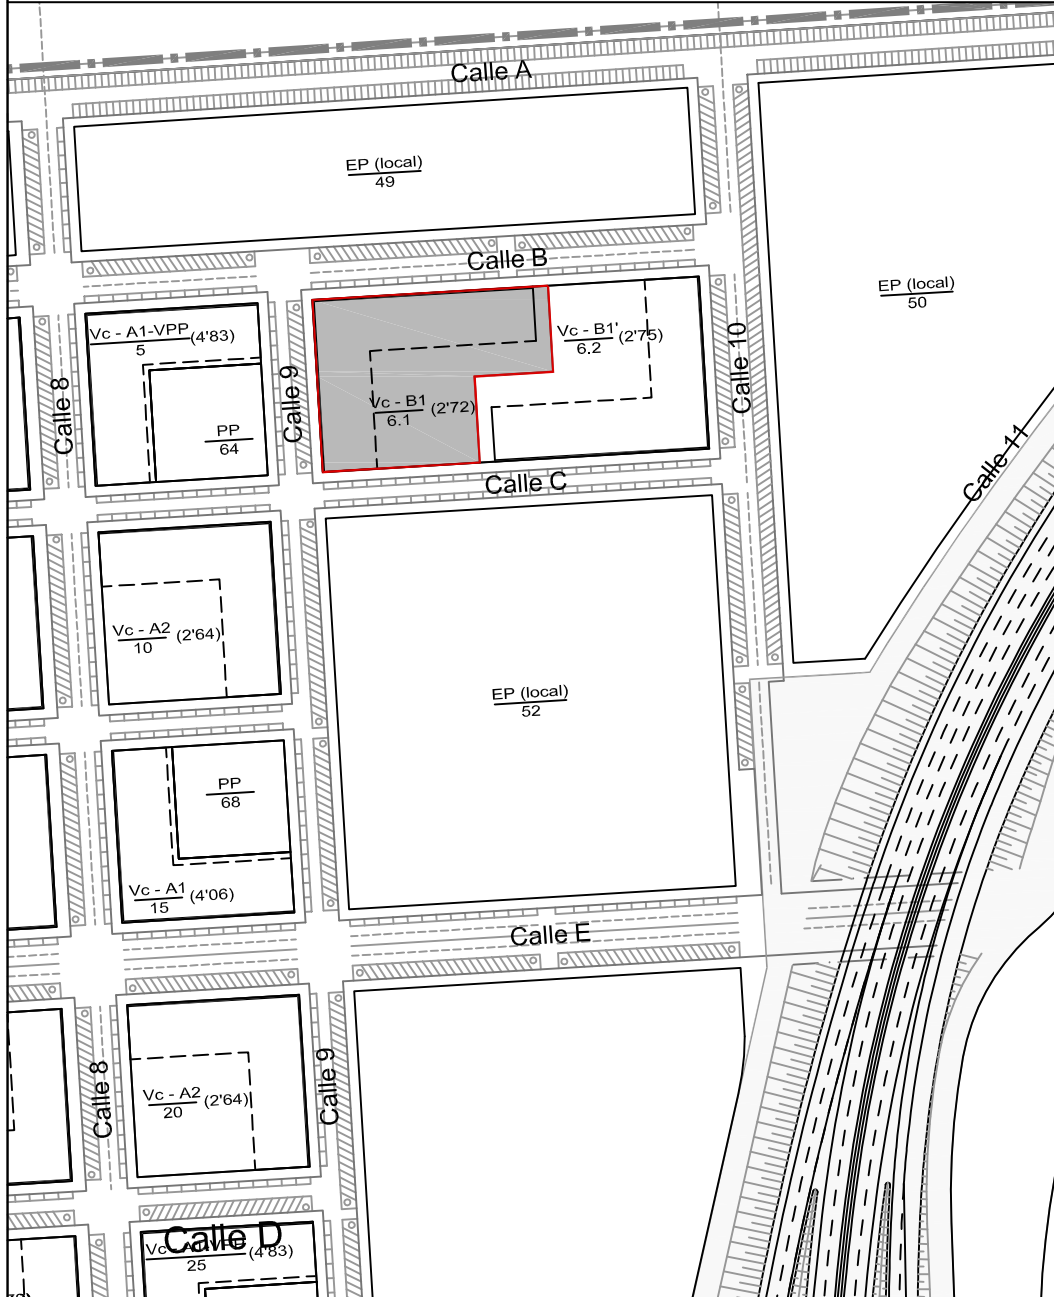 Calle A
EP (local)
49
Calle B
EP (local)
50
Vc - A1-VPP (4'83)
5
Vc - B1' (2'75)
6.2
Calle 10
Calle 8
Calle 9
Vc - B1 (2'72)
6.1
PP
64
Calle C
Calle 11
Vc - A2 (2'64)
10
EP (local)
52
PP
68
Vc - A1 (4'06)
15
Calle E
Calle 8
Calle 9
Vc - A2 (2'64)
20
Calle D
Vc - A1-VPP (4'83)
25